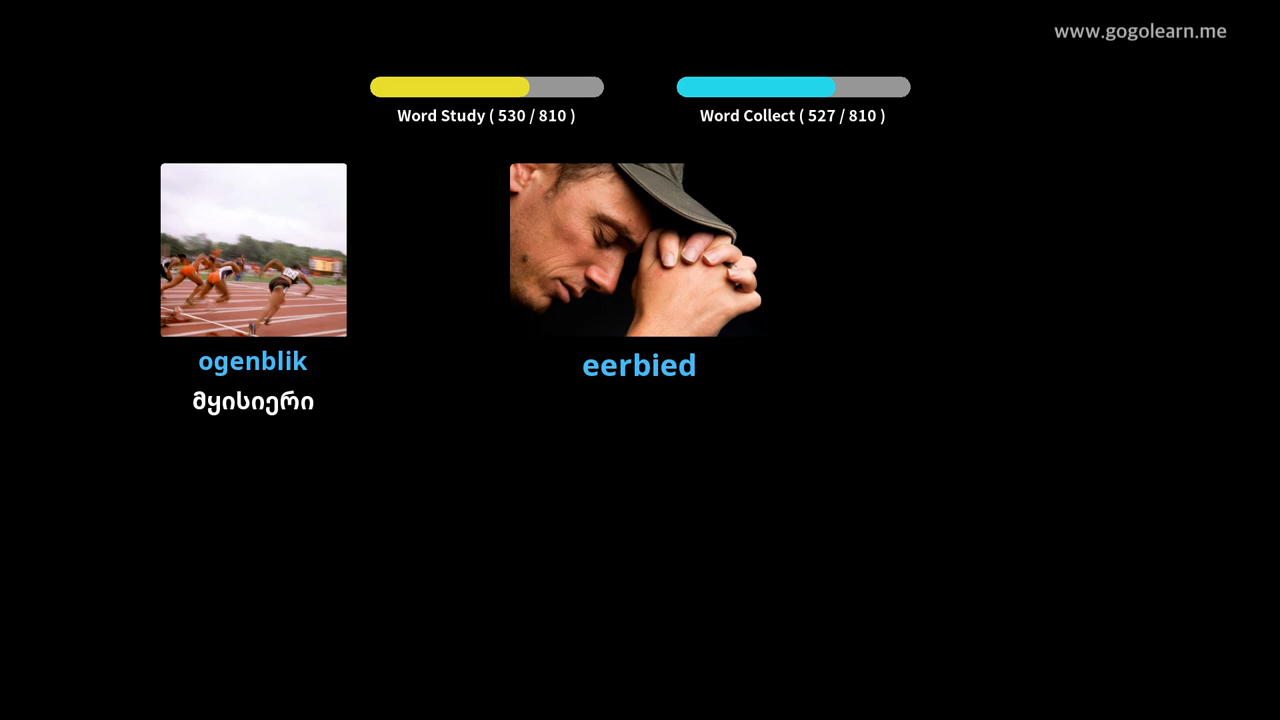 www.gogolearn.me
Word Study ( 530 / 810 )
Word Collect ( 527 / 810 )
ogenblik
მყისიერი
eerbied